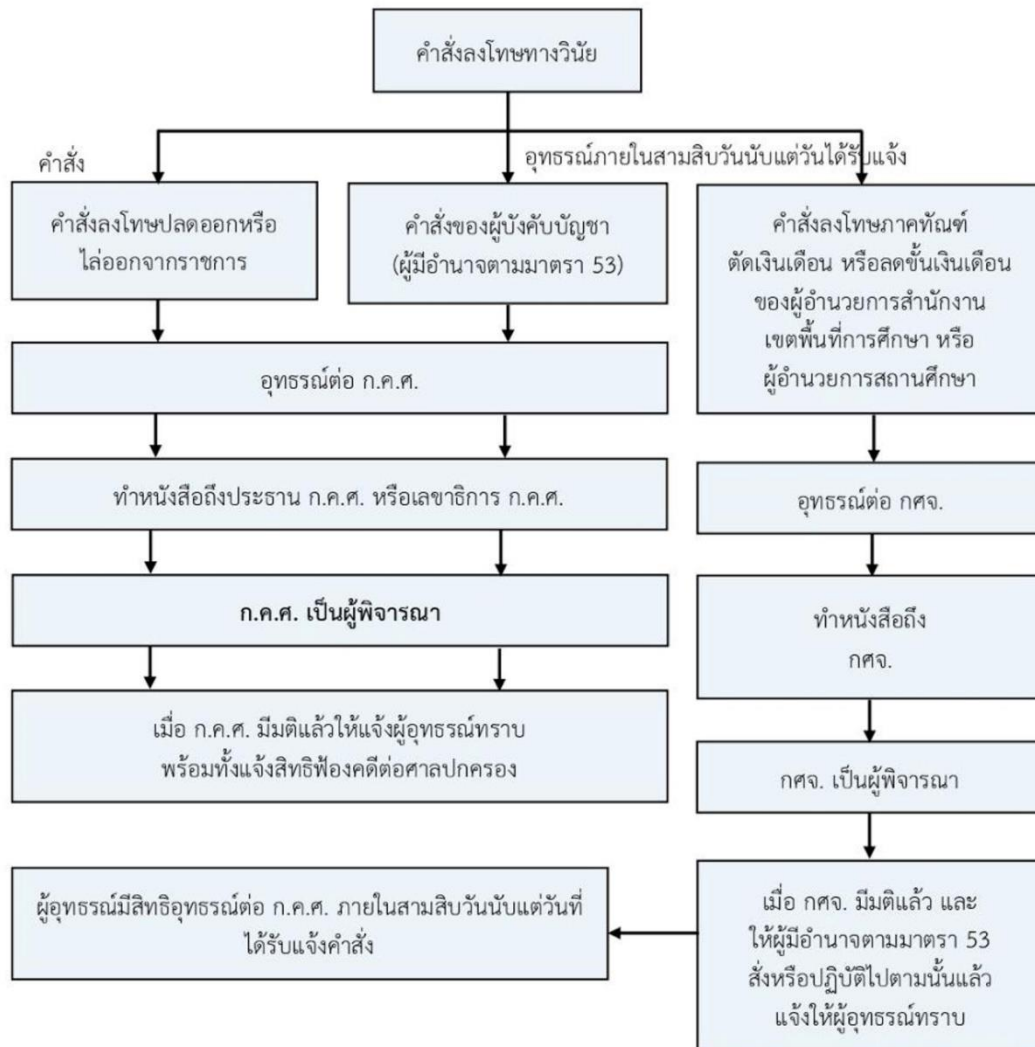 คำสั่งลงโทษทางวินัย
คำสั่ง
อุทธรณ์ภายในสามสิบวันนับแต่วันได้รับแจ้ง
คำสั่งลงโทษปลดออกหรือ
ไล่ออกจากราชการ
คำสั่งของผู้บังคับบัญชา
(ผู้มีอำนาจตามมาตรา 53)
คำสั่งลงโทษภาคทัณฑ์
ตัดเงินเดือน หรือลดขั้นเงินเดือน
ของผู้อำนวยการสำนักงาน
เขตพื้นที่การศึกษา หรือ
ผู้อำนวยการสถานศึกษา
อุทธรณ์ต่อ ก.ค.ศ.
ทำหนังสือถึงประธาน ก.ค.ศ. หรือเลขาธิการ ก.ค.ศ.
ก.ค.ศ. เป็นผู้พิจารณา
เมื่อ ก.ค.ศ. มีมติแล้วให้แจ้งผู้อุทธรณ์ทราบ
พร้อมทั้งแจ้งสิทธิฟ้องคดีต่อศาลปกครอง
อุทธรณ์ต่อ กศจ.
ทำหนังสือถึง
กศจ.
กศจ. เป็นผู้พิจารณา
เมื่อ กศจ. มีมติแล้ว และ
ให้ผู้มีอำนาจตามมาตรา 53
สั่งหรือปฏิบัติไปตามนั้นแล้ว
แจ้งให้ผู้อุทธรณ์ทราบ
ผู้อุทธรณ์มีสิทธิอุทธรณ์ต่อ ก.ค.ศ. ภายในสามสิบวันนับแต่วันที่
ได้รับแจ้งคำสั่ง